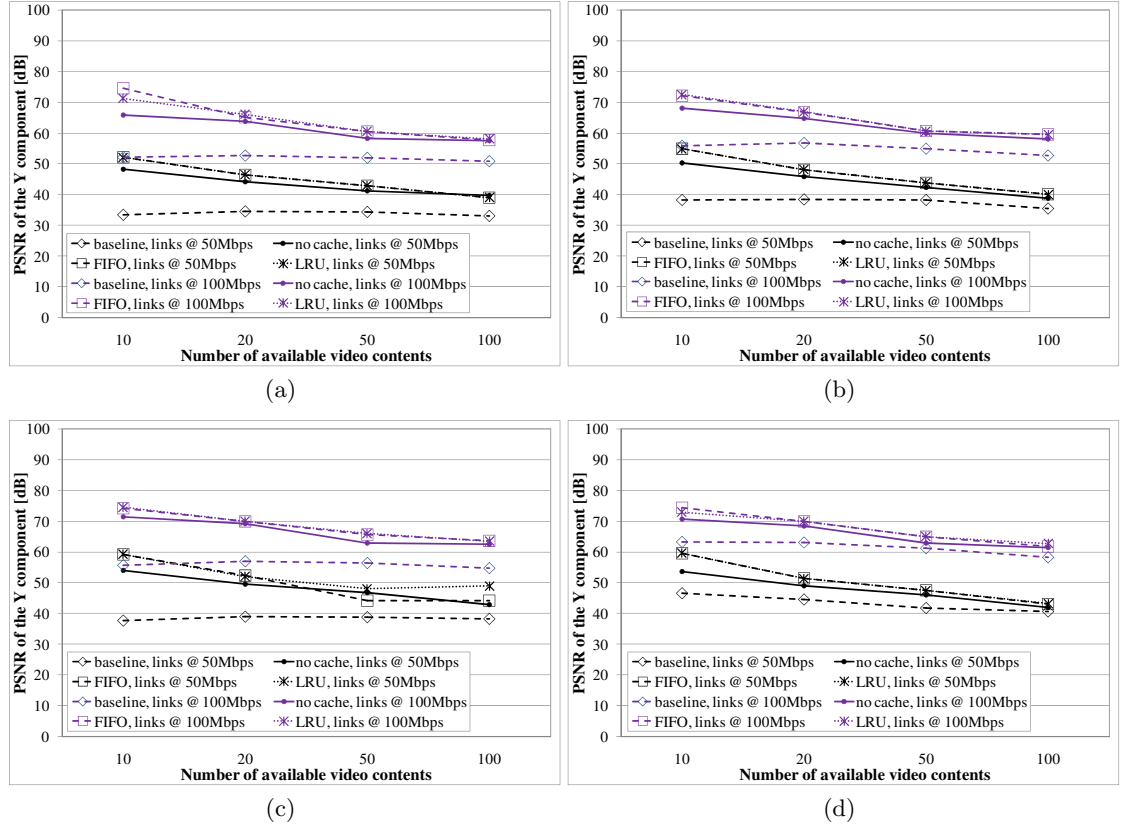 PSNR of the Y component [dB]
100
90
80
70
60
50
40
30
20
10
0
baseline, links @ 50Mbps
no cache, links @ 50Mbps
FIFO, links @ 50Mbps
LRU, links @ 50Mbps
baseline, links @ 100Mbps
no cache, links @ 100Mbps
FIFO, links @ 100Mbps
LRU, links @ 100Mbps
10 20 50 100
Number of available video contents
(a)
PSNR of the Y component [dB]
100
90
80
70
60
50
40
30
20
10
0
baseline, links @ 50Mbps
no cache, links @ 50Mbps
FIFO, links @ 50Mbps
LRU, links @ 50Mbps
baseline, links @ 100Mbps
no cache, links @ 100Mbps
FIFO, links @ 100Mbps
LRU, links @ 100Mbps
10 20 50 100
Number of available video contents
(b)
PSNR of the Y component [dB]
100
90
80
70
60
50
40
30
20
10
0
baseline, links @ 50Mbps
no cache, links @ 50Mbps
FIFO, links @ 50Mbps
LRU, links @ 50Mbps
baseline, links @ 100Mbps
no cache, links @ 100Mbps
FIFO, links @ 100Mbps
LRU, links @ 100Mbps
10 20 50 100
Number of available video contents
(c)
PSNR of the Y component [dB]
100
90
80
70
60
50
40
30
20
10
0
baseline, links @ 50Mbps
no cache, links @ 50Mbps
FIFO, links @ 50Mbps
LRU, links @ 50Mbps
baseline, links @ 100Mbps
no cache, links @ 100Mbps
FIFO, links @ 100Mbps
LRU, links @ 100Mbps
10 20 50 100
Number of available video contents
(d)